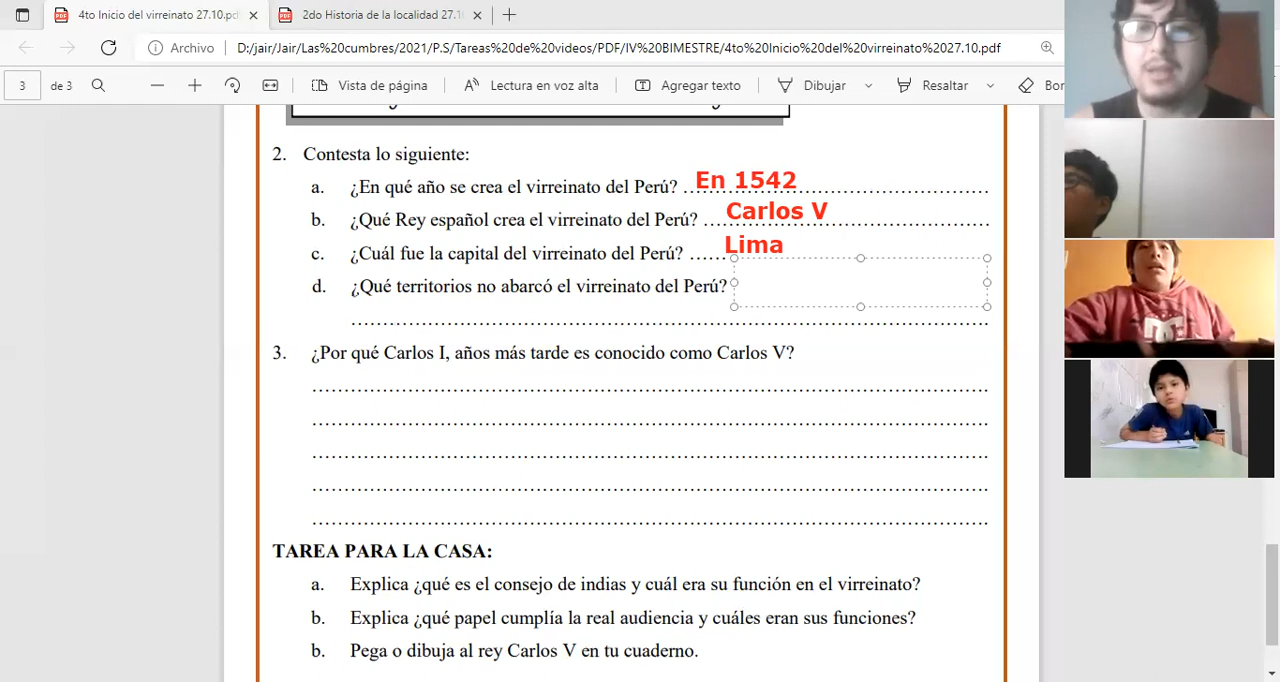 4to Inicio del virreinato 27.10.pd
2do Historia de la localidad 27.1
Archivo
D:/jair/Jair/Las%20cumbres/2021/P.S/Tareas%20de%20videos/PDF/IV%20BIMESTRE/4to%20Inicio%20del%20virreinato%2027.10.pdf
3 de 3
Vista de página
Lectura en voz alta
Agregar texto
Dibujar
Resaltar
Bor
2. Contesta lo siguiente:
a. ¿En qué año se crea el virreinato del Perú? En 1542
b. ¿Qué Rey español crea el virreinato del Perú? Carlos V
c. ¿Cuál fue la capital del virreinato del Perú? Lima
d. ¿Qué territorios no abarcó el virreinato del Perú?
3. ¿Por qué Carlos I, años más tarde es conocido como Carlos V?
TAREA PARA LA CASA:
a. Explica ¿qué es el consejo de indias y cuál era su función en el virreinato?
b. Explica ¿qué papel cumplía la real audiencia y cuáles eran sus funciones?
b. Pega o dibuja al rey Carlos V en tu cuaderno.